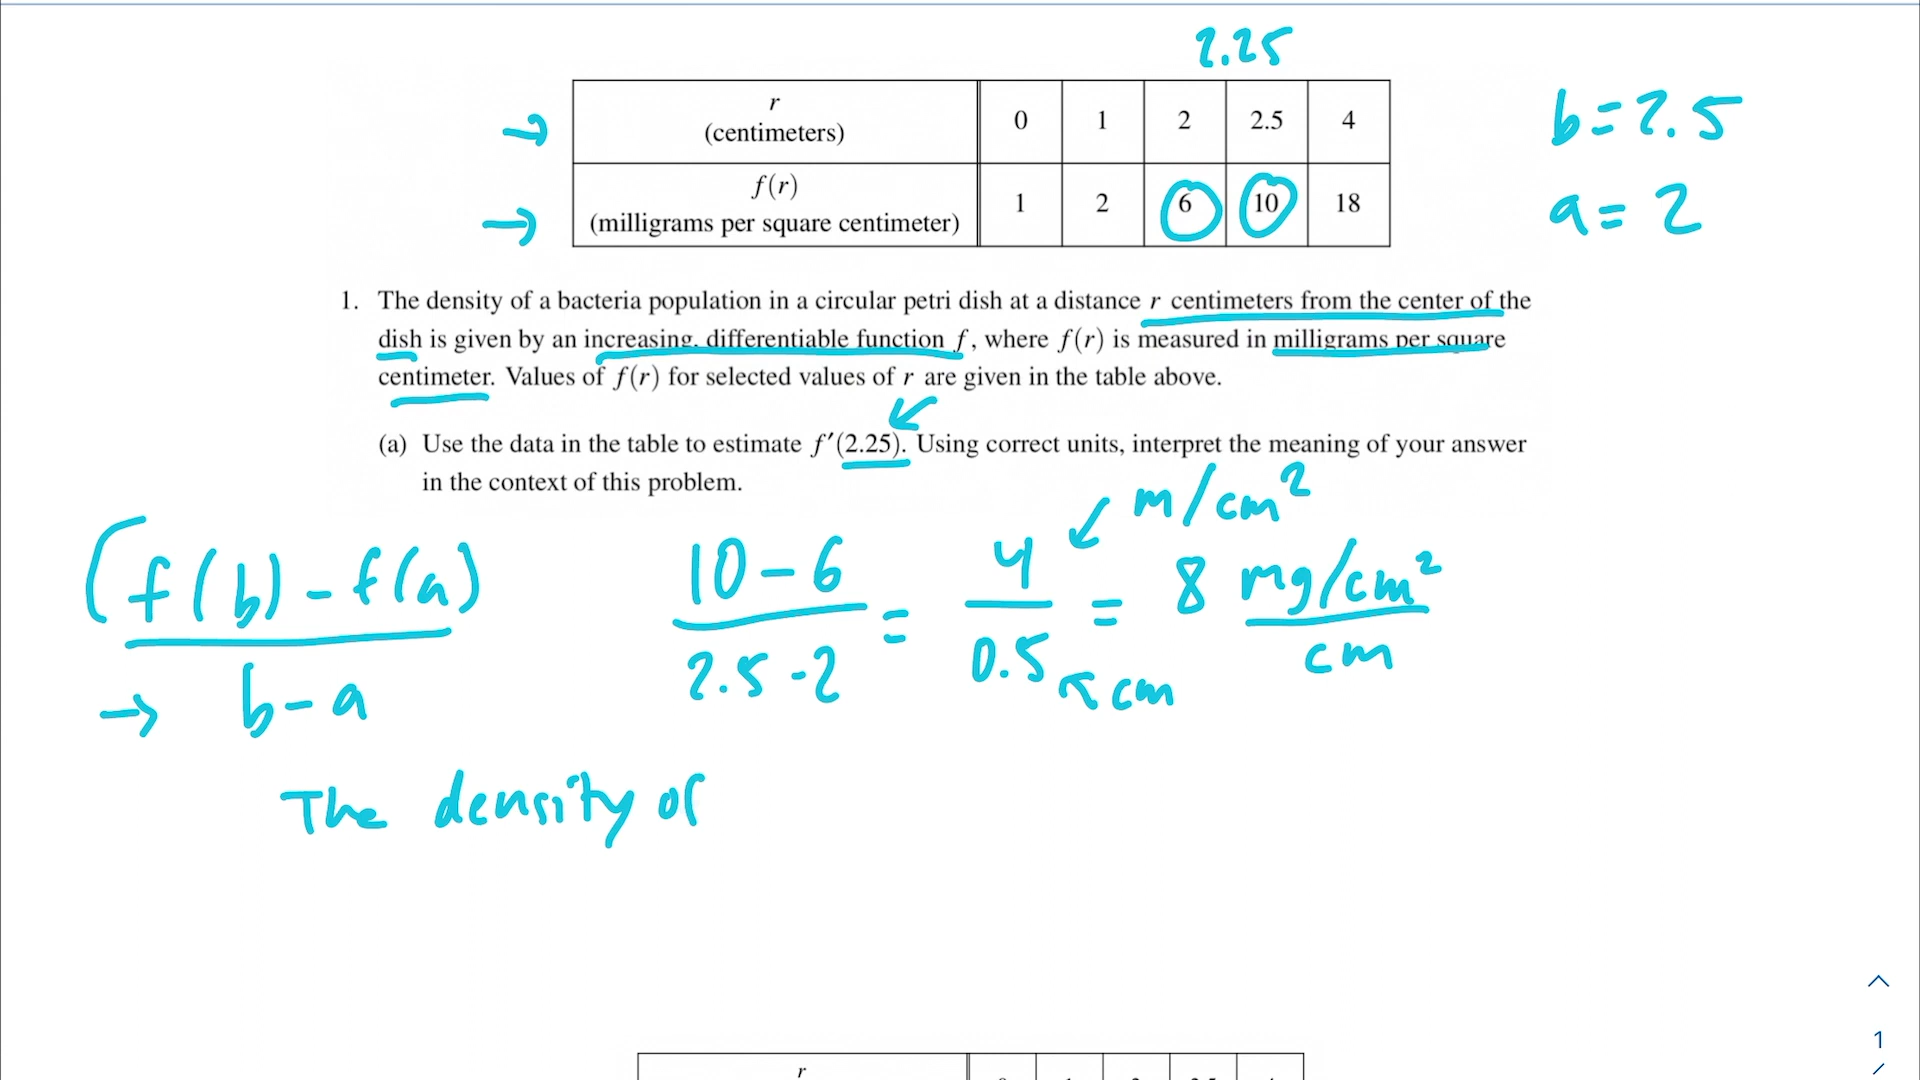 2.25
r
(centimeters) 0 1 2 2.5 4
f(r)
(milligrams per square centimeter) 1 2 6 10 18
b=2.5
a=2
1. The density of a bacteria population in a circular petri dish at a distance r centimeters from the center of the
dish is given by an increasing, differentiable function f, where f(r) is measured in milligrams per square
centimeter. Values of f(r) for selected values of r are given in the table above.
(a) Use the data in the table to estimate f′(2.25). Using correct units, interpret the meaning of your answer
in the context of this problem.
m/cm²
(f(b)-f(a)
b-a
10-6
2.5-2
=
4
0.5
cm
= 8 mg/cm²
cm
The density of
r
1